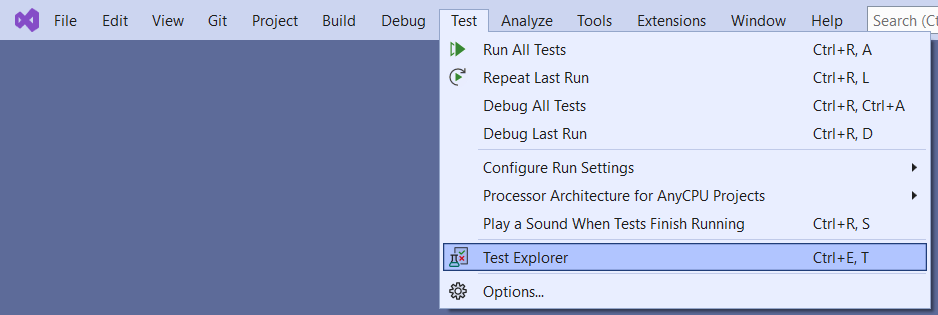 File Edit View Git Project Build Debug Test Analyze Tools Extensions Window Help Search (Ct
Run All Tests Ctrl+R, A
Repeat Last Run Ctrl+R, L
Debug All Tests Ctrl+R, Ctrl+A
Debug Last Run Ctrl+R, D
Configure Run Settings
Processor Architecture for AnyCPU Projects
Play a Sound When Tests Finish Running Ctrl+R, S
Test Explorer Ctrl+E, T
Options...